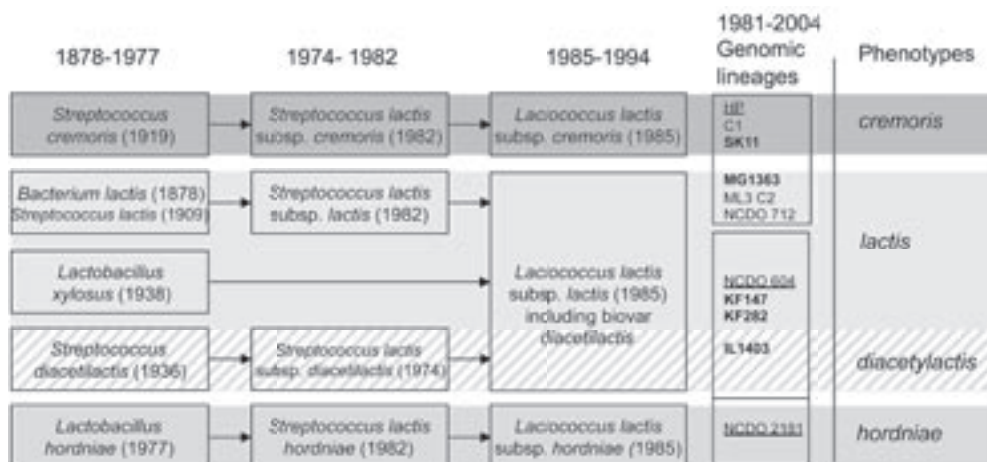 1878-1977
1974- 1982
1985-1994
1981-2004
Genomic
lineages
Phenotypes
Streptococcus
cremoris (1919)
Streptococcus lactis
subsp. cremoris (1982)
Laciococcus lactis
subsp. cremoris (1985)
HP
C1
SK11
cremoris
Bacterium lactis (1878)
Streptococcus lactis (1909)
Streptococcus lactis
subsp. lactis (1982)
MG1363
ML3 C2
NCDO 712
lactis
Lactobacillus
xylosus (1938)
Laciococcus lactis
subsp. lactis (1985)
including biovar
diacetilactis
NCDO 604
KF147
KF282
Streptococcus
diacetilactis (1936)
Streptococcus lactis
subsp. diacetilactis (1974)
IL1403
diacetylactis
Lactobacillus
hordniae (1977)
Streptococcus lactis
hordniae (1982)
Laciococcus lactis
subsp. hordniae (1985)
NCDO 2181
hordniae